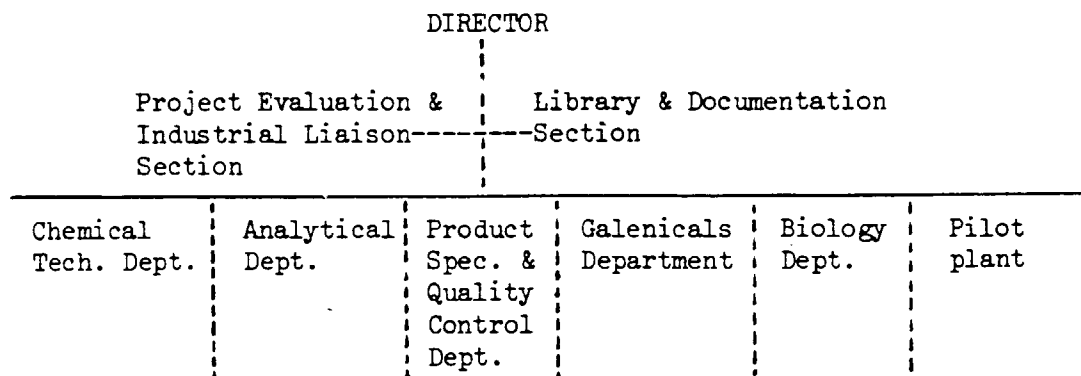 DIRECTOR
Project Evaluation & Library & Documentation
Industrial Liaison---------Section
Section
Chemical Analytical Product Galenicals Biology Pilot
Tech. Dept. Dept. Spec. & Department Dept. plant
Quality
Control
Dept.